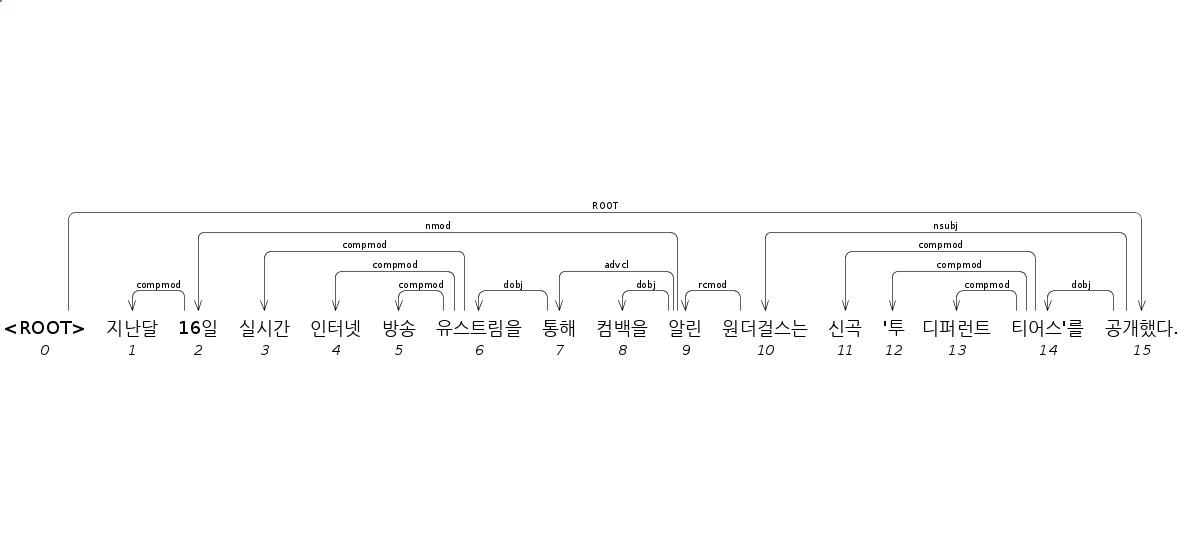 ROOT
nmod nsubj
compmod compmod
compmod advcl compmod
compmod compmod dobj dobj rcmod compmod dobj
<ROOT> 지난달 16일 실시간 인터넷 방송 유스트림을 통해 컴백을 알린 원더걸스는 신곡 '투 디퍼런트 티어스'를 공개했다.
0 1 2 3 4 5 6 7 8 9 10 11 12 13 14 15